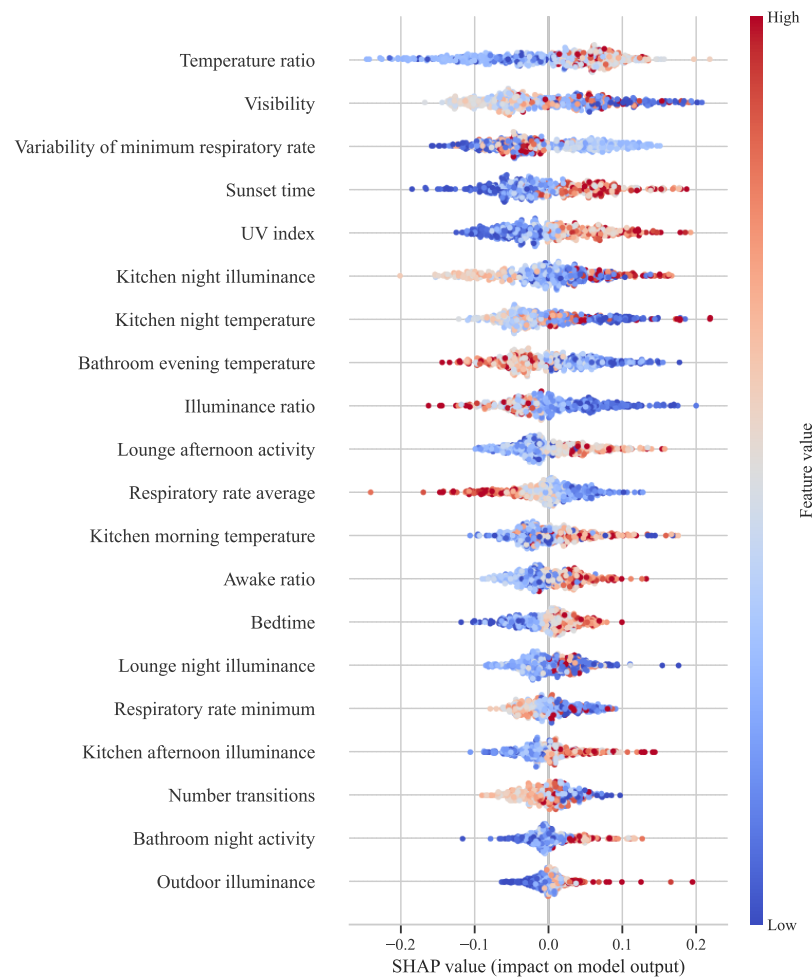 High
Temperature ratio
Visibility
Variability of minimum respiratory rate
Sunset time
UV index
Kitchen night illuminance
Kitchen night temperature
Bathroom evening temperature
Illuminance ratio
Lounge afternoon activity
Feature value
Respiratory rate average
Kitchen morning temperature
Awake ratio
Bedtime
Lounge night illuminance
Respiratory rate minimum
Kitchen afternoon illuminance
Number transitions
Bathroom night activity
Outdoor illuminance
Low
−0.2 −0.1 0.0 0.1 0.2
SHAP value (impact on model output)